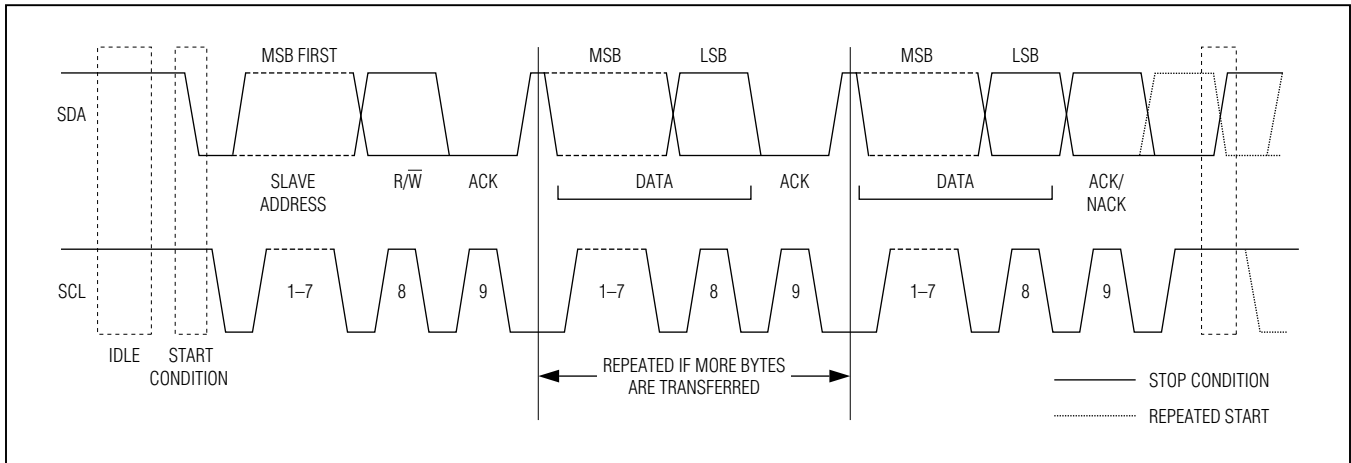 MSB FIRST
MSB
LSB
MSB
LSB
SDA
SLAVE
ADDRESS
R/W̅
ACK
DATA
ACK
DATA
ACK/
NACK
SCL
1–7
8
9
1–7
8
9
1–7
8
9
IDLE
START
CONDITION
REPEATED IF MORE BYTES
ARE TRANSFERRED
STOP CONDITION
REPEATED START